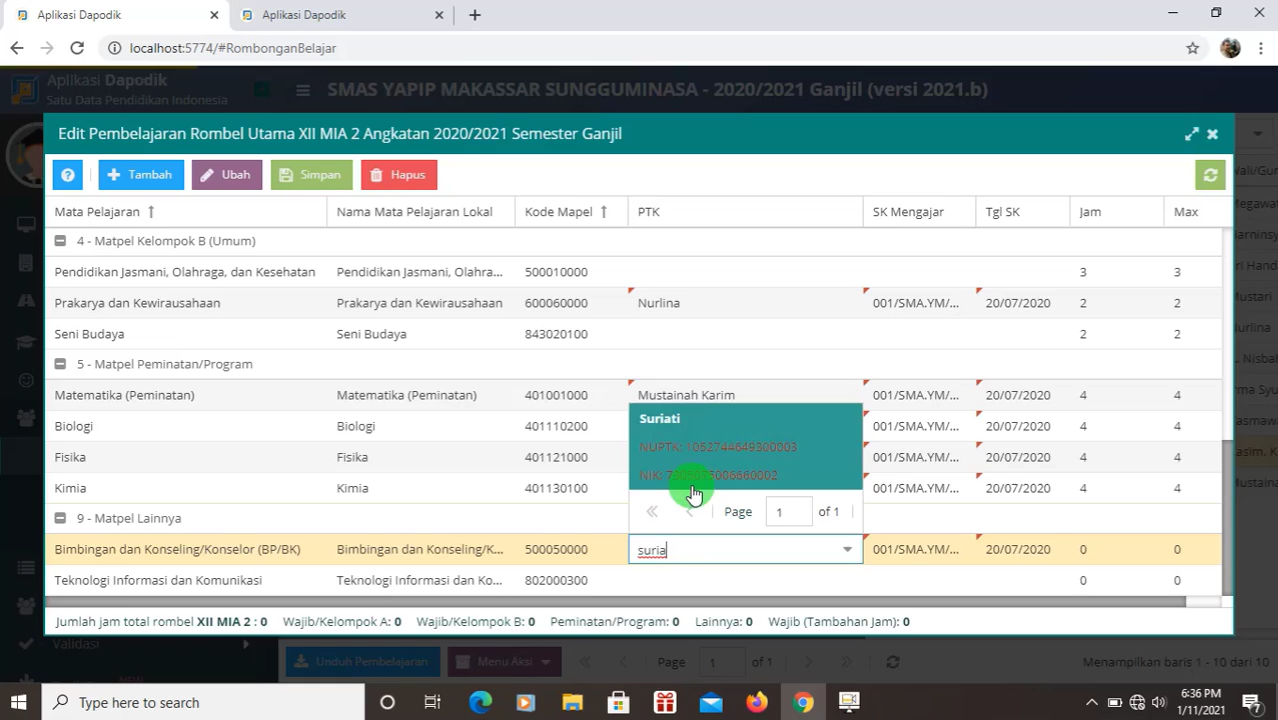 Aplikasi Dapodik
Aplikasi Dapodik
localhost:5774/#RombonganBelajar
Aplikasi Dapodik
Satu Data Pendidikan Indonesia
SMAS YAPIP MAKASSAR SUNGGUMINASA - 2020/2021 Ganjil (versi 2021.b)
Edit Pembelajaran Rombel Utama XII MIA 2 Angkatan 2020/2021 Semester Ganjil
Tambah Ubah Simpan Hapus
Mata Pelajaran Nama Mata Pelajaran Lokal Kode Mapel PTK SK Mengajar Tgl SK Jam Max
4 - Matpel Kelompok B (Umum)
Pendidikan Jasmani, Olahraga, dan Kesehatan Pendidikan Jasmani, Olahra... 500010000 3 3
Prakarya dan Kewirausahaan Prakarya dan Kewirausahaan 600060000 Nurlina 001/SMA.YM/... 20/07/2020 2 2
Seni Budaya Seni Budaya 843020100 2 2
5 - Matpel Peminatan/Program
Matematika (Peminatan) Matematika (Peminatan) 401001000 Mustainah Karim 001/SMA.YM/... 20/07/2020 4 4
Biologi Biologi 401110200 001/SMA.YM/... 20/07/2020 4 4
Suriati
NUPTK: 1052744649300003
Fisika Fisika 401121000 001/SMA.YM/... 20/07/2020 4 4
NIK:
Kimia Kimia 401130100 001/SMA.YM/... 20/07/2020 4 4
Page 1 of 1
9 - Matpel Lainnya
Bimbingan dan Konseling/Konselor (BP/BK) Bimbingan dan Konseling/K... 500050000 suria 001/SMA.YM/... 20/07/2020 0 0
Teknologi Informasi dan Komunikasi Teknologi Informasi dan Ko... 802000300 0 0
Jumlah jam total rombel XII MIA 2 : 0 Wajib/Kelompok A: 0 Wajib/Kelompok B: 0 Peminatan/Program: 0 Lainnya: 0 Wajib (Tambahan Jam): 0
Validasi
Unduh Pembelajaran Menu Aksi Page 1 of 1 Menampilkan baris 1 - 10 dari 10
Type here to search
6:36 PM
1/11/2021